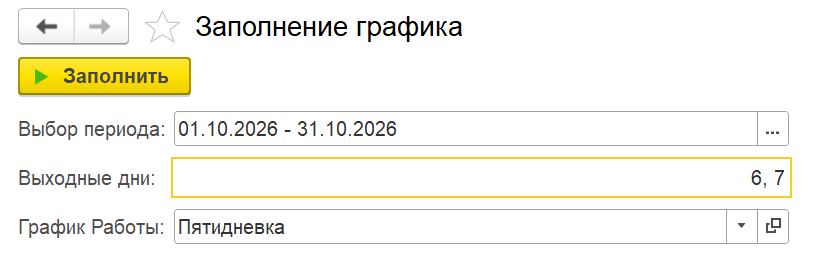 Заполнение графика
Заполнить
Выбор периода: 01.10.2026 - 31.10.2026 ...
Выходные дни: 6, 7
График Работы: Пятидневка